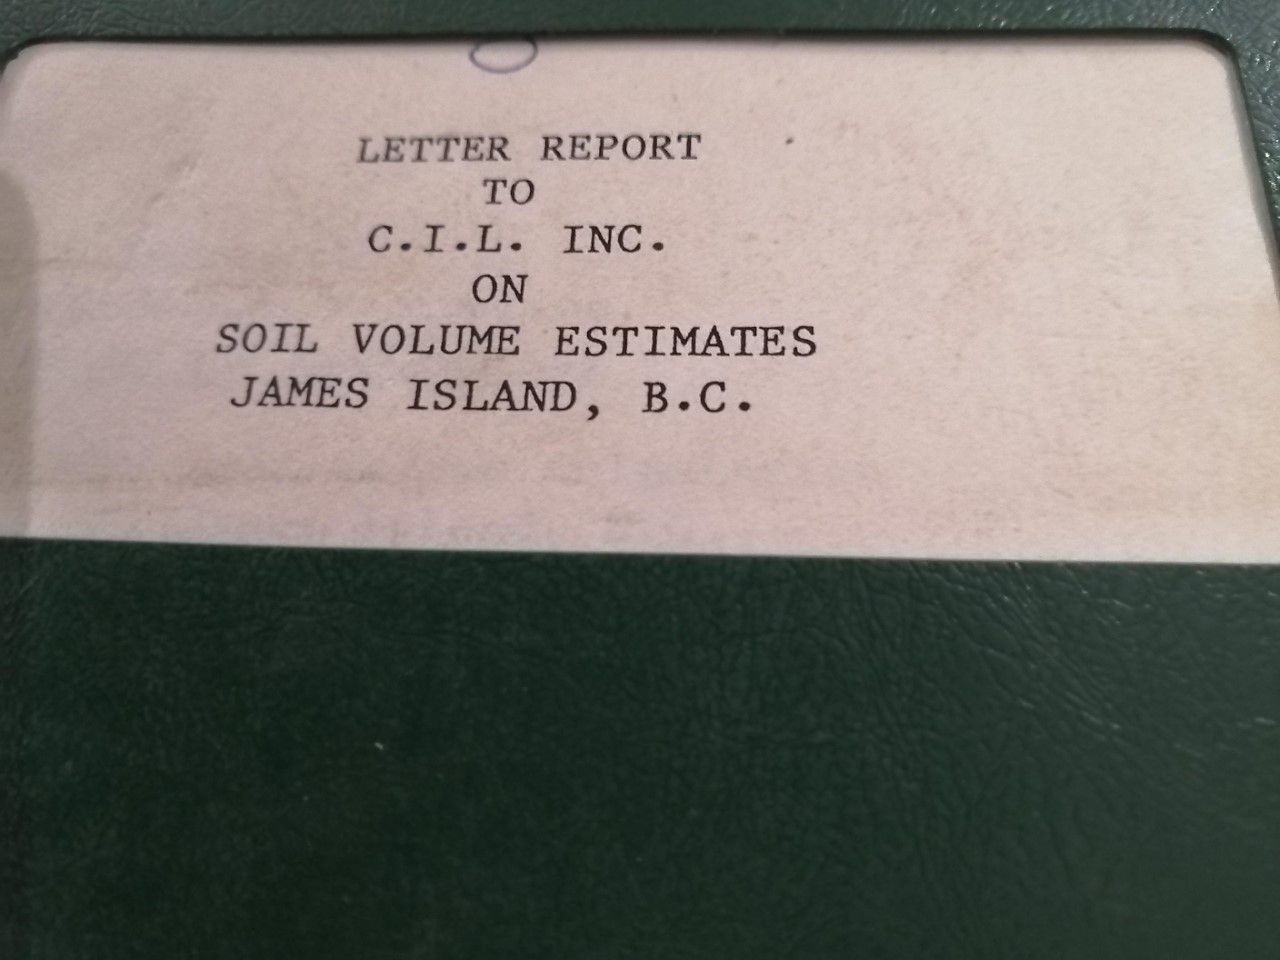 LETTER REPORT
TO
C.I.L. INC.
ON
SOIL VOLUME ESTIMATES
JAMES ISLAND, B.C.